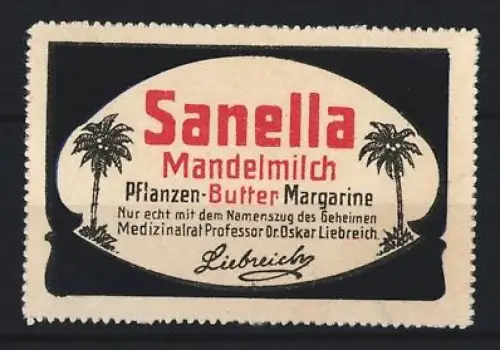 Sanella
Mandelmilch
Pflanzen-Butter Margarine
Nur echt mit dem Namenszug des Geheimen
Medizinalrat Professor Dr. Oskar Liebreich
Liebreich